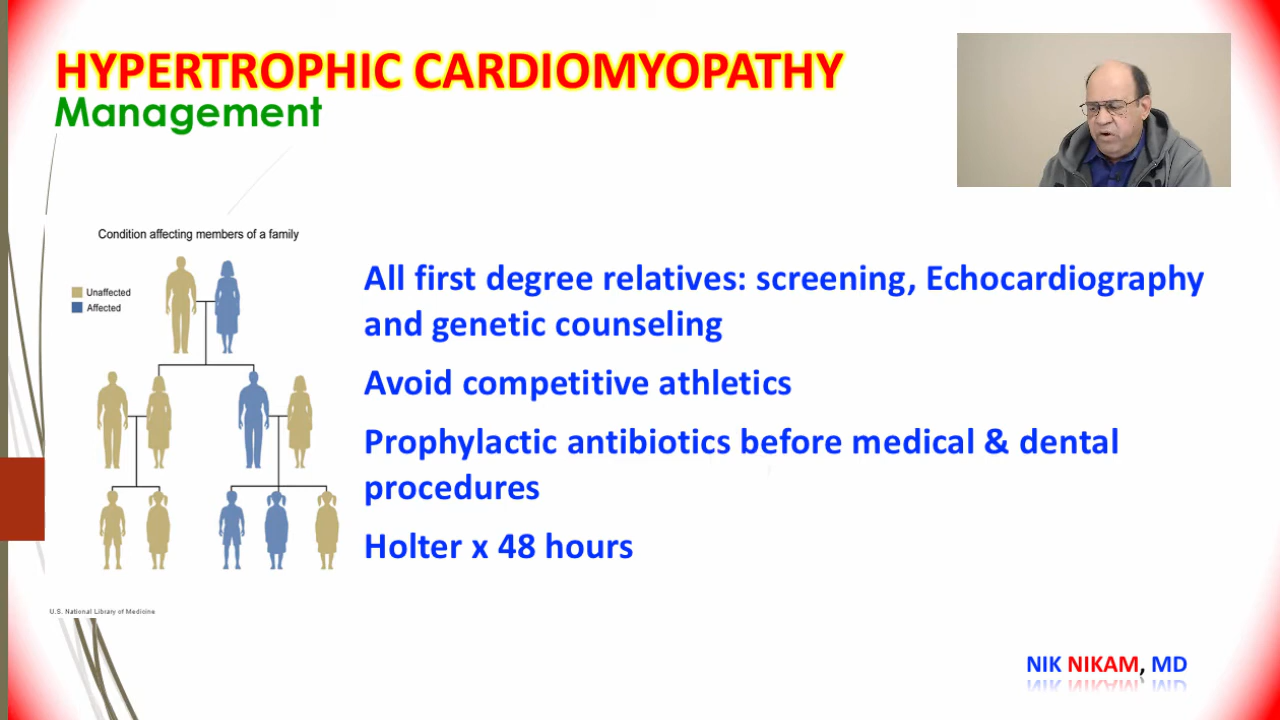 HYPERTROPHIC CARDIOMYOPATHY
Management
Condition affecting members of a family
Unaffected
Affected
All first degree relatives: screening, Echocardiography
and genetic counseling
Avoid competitive athletics
Prophylactic antibiotics before medical & dental
procedures
Holter x 48 hours
U.S. National Library of Medicine
NIK NIKAM, MD